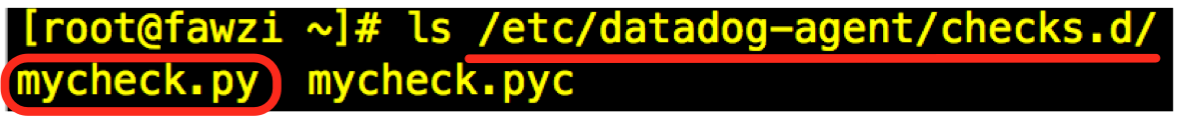 [root@fawzi ~]# ls /etc/datadog-agent/checks.d/
mycheck.py  mycheck.pyc